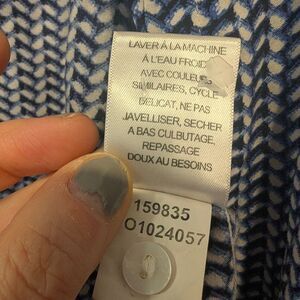 LAVER À LA MACHINE
À L'EAU FROIDE
AVEC COULEURS
SIMILAIRES, CYCLE
DELICAT, NE PAS
JAVELLISER, SECHER
A BAS CULBUTAGE,
REPASSAGE
DOUX AU BESOINS
159835
O1024057